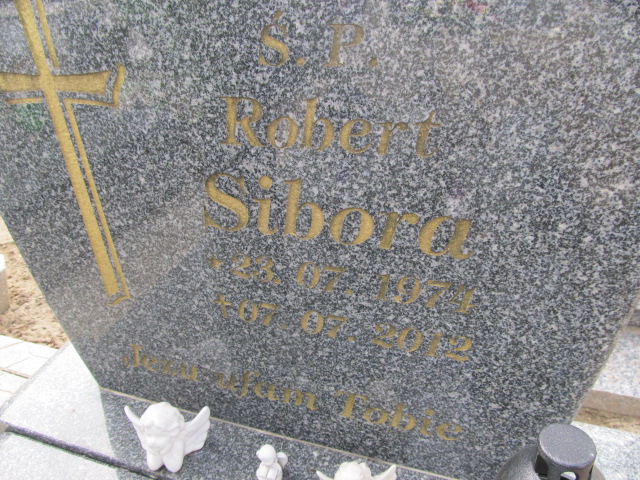 Ś. P.
Robert
Sibora
* 23. 07. 1974
✝ 07. 07. 2012
Jezu ufam Tobie